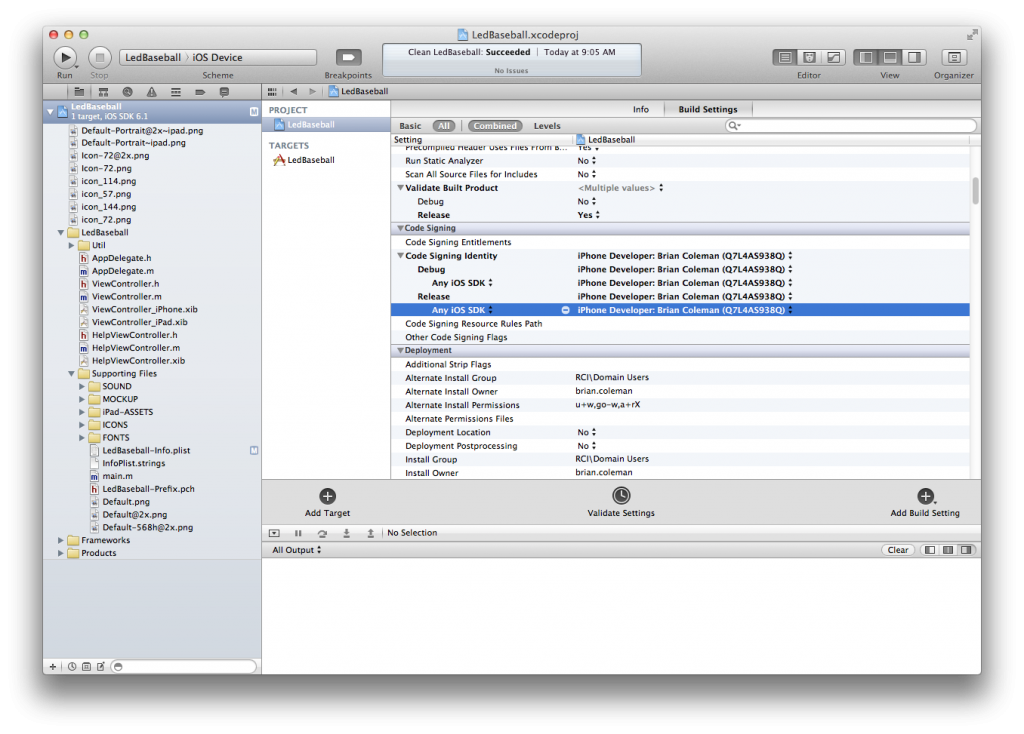 LedBaseball.xcodeproj
LedBaseball › iOS Device
Clean LedBaseball: Succeeded | Today at 9:05 AM
No Issues
Run
Stop
Scheme
Breakpoints
Editor
View
Organizer
LedBaseball
1 target, iOS SDK 6.1
M
Default-Portrait@2x~ipad.png
Default-Portrait~ipad.png
Icon-72@2x.png
Icon-72.png
icon_114.png
icon_57.png
icon_144.png
icon_72.png
LedBaseball
Util
h AppDelegate.h
m AppDelegate.m
h ViewController.h
m ViewController.m
ViewController_iPhone.xib
ViewController_iPad.xib
h HelpViewController.h
m HelpViewController.m
HelpViewController.xib
Supporting Files
SOUND
MOCKUP
iPad-ASSETS
ICONS
FONTS
LedBaseball-Info.plist
InfoPlist.strings
m main.m
h LedBaseball-Prefix.pch
Default.png
Default@2x.png
Default-568h@2x.png
Frameworks
Products
LedBaseball
PROJECT
LedBaseball
TARGETS
LedBaseball
Info
Build Settings
Basic All Combined Levels
Setting LedBaseball
Precompiled Header Uses Files From B... Yes
Run Static Analyzer No
Scan All Source Files for Includes No
Validate Built Product <Multiple values>
Debug No
Release Yes
Code Signing
Code Signing Entitlements
Code Signing Identity iPhone Developer: Brian Coleman (Q7L4AS938Q)
Debug iPhone Developer: Brian Coleman (Q7L4AS938Q)
Any iOS SDK iPhone Developer: Brian Coleman (Q7L4AS938Q)
Release iPhone Developer: Brian Coleman (Q7L4AS938Q)
Any iOS SDK iPhone Developer: Brian Coleman (Q7L4AS938Q)
Code Signing Resource Rules Path
Other Code Signing Flags
Deployment
Additional Strip Flags
Alternate Install Group RCI\Domain Users
Alternate Install Owner brian.coleman
Alternate Install Permissions u+w,go-w,a+rX
Alternate Permissions Files
Deployment Location No
Deployment Postprocessing No
Install Group RCI\Domain Users
Install Owner brian.coleman
Add Target
Validate Settings
Add Build Setting
No Selection
All Output
Clear